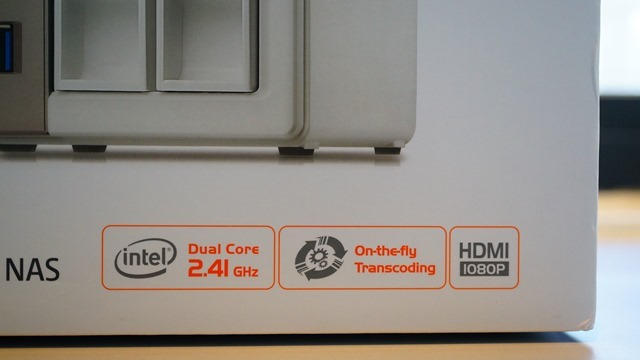 NAS
intel
Dual Core
2.41 GHz
On-the-fly
Transcoding
HDMI
1080P